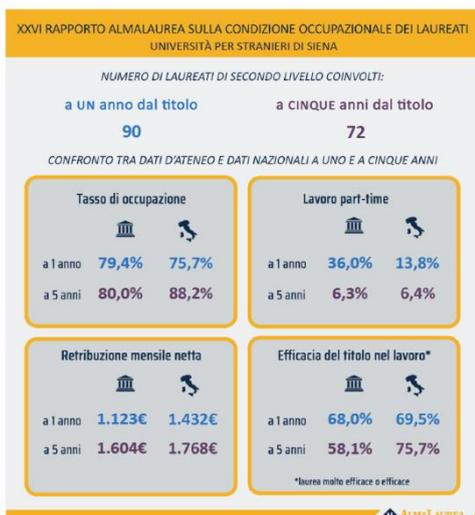 XXVI RAPPORTO ALMALAUREA SULLA CONDIZIONE OCCUPAZIONALE DEI LAUREATI
UNIVERSITÀ PER STRANIERI DI SIENA
NUMERO DI LAUREATI DI SECONDO LIVELLO COINVOLTI:
a UN anno dal titolo
90
a CINQUE anni dal titolo
72
CONFRONTO TRA DATI D'ATENEO E DATI NAZIONALI A UNO E A CINQUE ANNI
Tasso di occupazione
a 1 anno 79,4% 75,7%
a 5 anni 80,0% 88,2%
Lavoro part-time
a 1 anno 36,0% 13,8%
a 5 anni 6,3% 6,4%
Retribuzione mensile netta
a 1 anno 1.123€ 1.432€
a 5 anni 1.604€ 1.768€
Efficacia del titolo nel lavoro*
a 1 anno 68,0% 69,5%
a 5 anni 58,1% 75,7%
*laurea molto efficace o efficace
ALMALAUREA